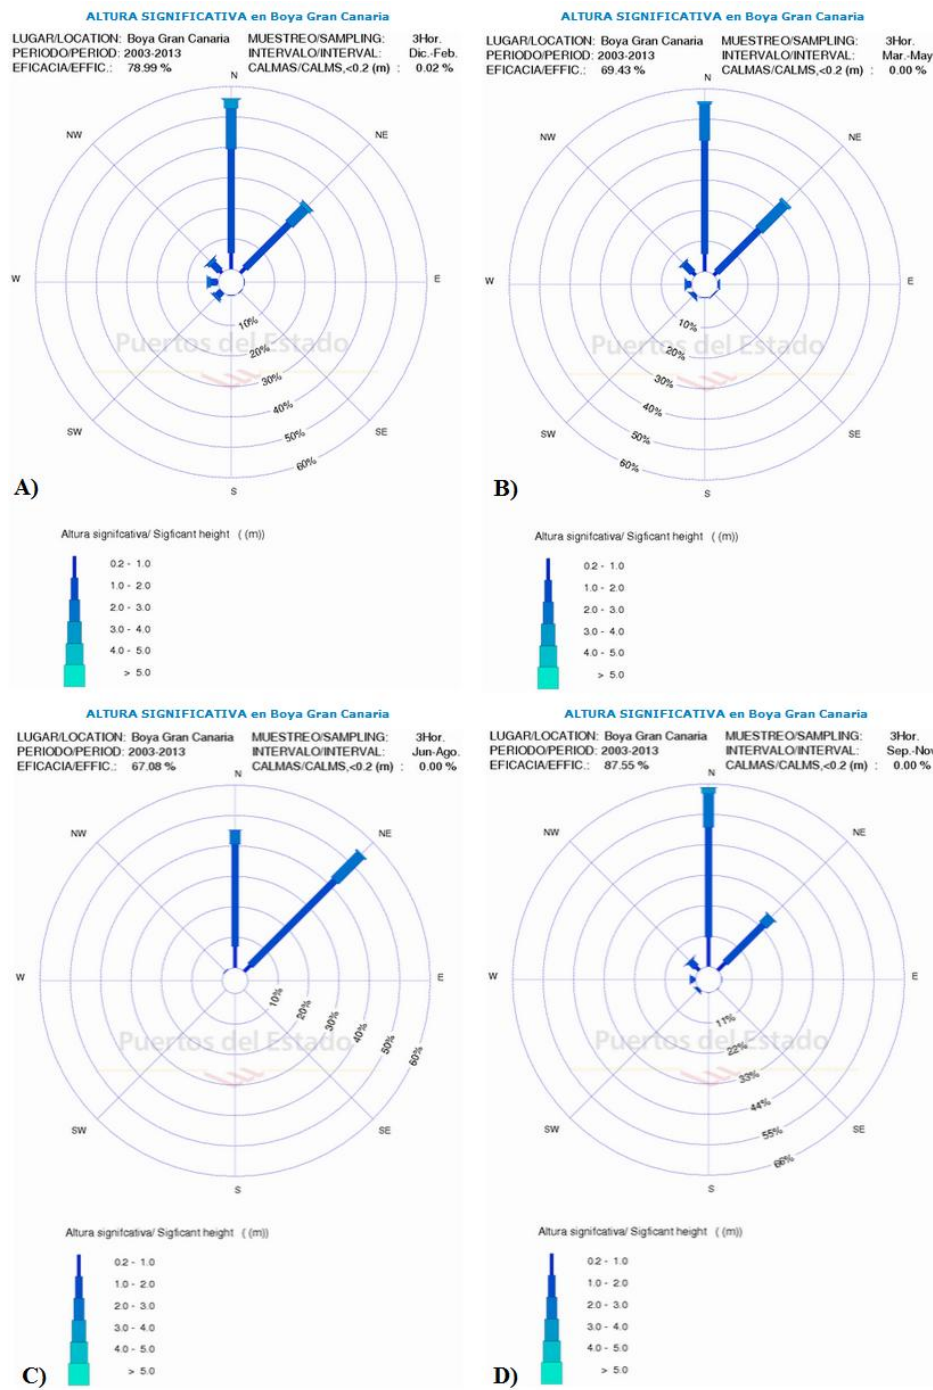 ALTURA SIGNIFICATIVA en Boya Gran Canaria
LUGAR/LOCATION: Boya Gran Canaria MUESTREO/SAMPLING: 3Hor.
PERIODO/PERIOD: 2003-2013 INTERVALO/INTERVAL: Dic.-Feb.
EFICACIA/EFFIC.: 78.99 % CALMAS/CALMS,<0.2 (m) : 0.02 %
N
NW NE
W E
10%
Puertos del Estado
20%
30%
40%
SW SE
50%
60%
S
A)
Altura signifcativa/ Sigficant height ( (m))
0.2 - 1.0
1.0 - 2.0
2.0 - 3.0
3.0 - 4.0
4.0 - 5.0
> 5.0
ALTURA SIGNIFICATIVA en Boya Gran Canaria
LUGAR/LOCATION: Boya Gran Canaria MUESTREO/SAMPLING: 3Hor.
PERIODO/PERIOD: 2003-2013 INTERVALO/INTERVAL: Mar.-May
EFICACIA/EFFIC.: 69.43 % CALMAS/CALMS,<0.2 (m) : 0.00 %
N
NW NE
W E
10%
Puertos del Estado
20%
30%
40%
SW SE
50%
60%
S
B)
Altura signifcativa/ Sigficant height ( (m))
0.2 - 1.0
1.0 - 2.0
2.0 - 3.0
3.0 - 4.0
4.0 - 5.0
> 5.0
ALTURA SIGNIFICATIVA en Boya Gran Canaria
LUGAR/LOCATION: Boya Gran Canaria MUESTREO/SAMPLING: 3Hor.
PERIODO/PERIOD: 2003-2013 INTERVALO/INTERVAL: Jun-Ago.
EFICACIA/EFFIC.: 67.08 % CALMAS/CALMS,<0.2 (m) : 0.00 %
N
NW NE
W E
10% 20% 30% 40% 50% 60%
Puertos del Estado
SW SE
S
Altura signifcativa/ Sigficant height ( (m))
0.2 - 1.0
1.0 - 2.0
2.0 - 3.0
3.0 - 4.0
4.0 - 5.0
> 5.0
C)
ALTURA SIGNIFICATIVA en Boya Gran Canaria
LUGAR/LOCATION: Boya Gran Canaria MUESTREO/SAMPLING: 3Hor.
PERIODO/PERIOD: 2003-2013 INTERVALO/INTERVAL: Sep.-Nov
EFICACIA/EFFIC.: 87.55 % CALMAS/CALMS,<0.2 (m) : 0.00 %
N
NW NE
W E
11%
Puertos del Estado
22%
33%
44%
SW SE
55%
66%
S
Altura signifcativa/ Sigficant height ( (m))
0.2 - 1.0
1.0 - 2.0
2.0 - 3.0
3.0 - 4.0
4.0 - 5.0
> 5.0
D)